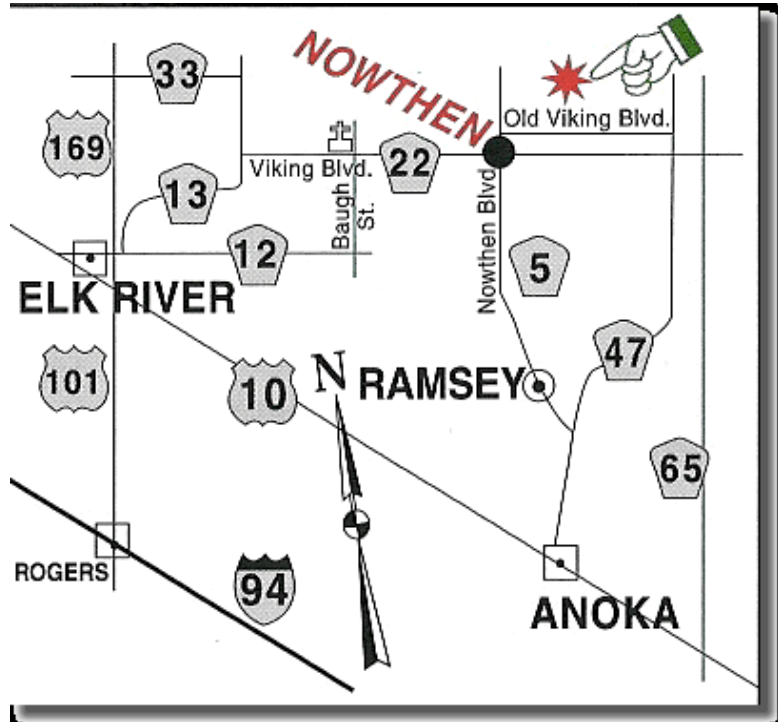 NOWTHEN
33
Old Viking Blvd.
169
Viking Blvd.
22
13
Baugh St.
12
Nowthen Blvd
5
ELK RIVER
47
101
10
N
RAMSEY
65
ROGERS
94
ANOKA